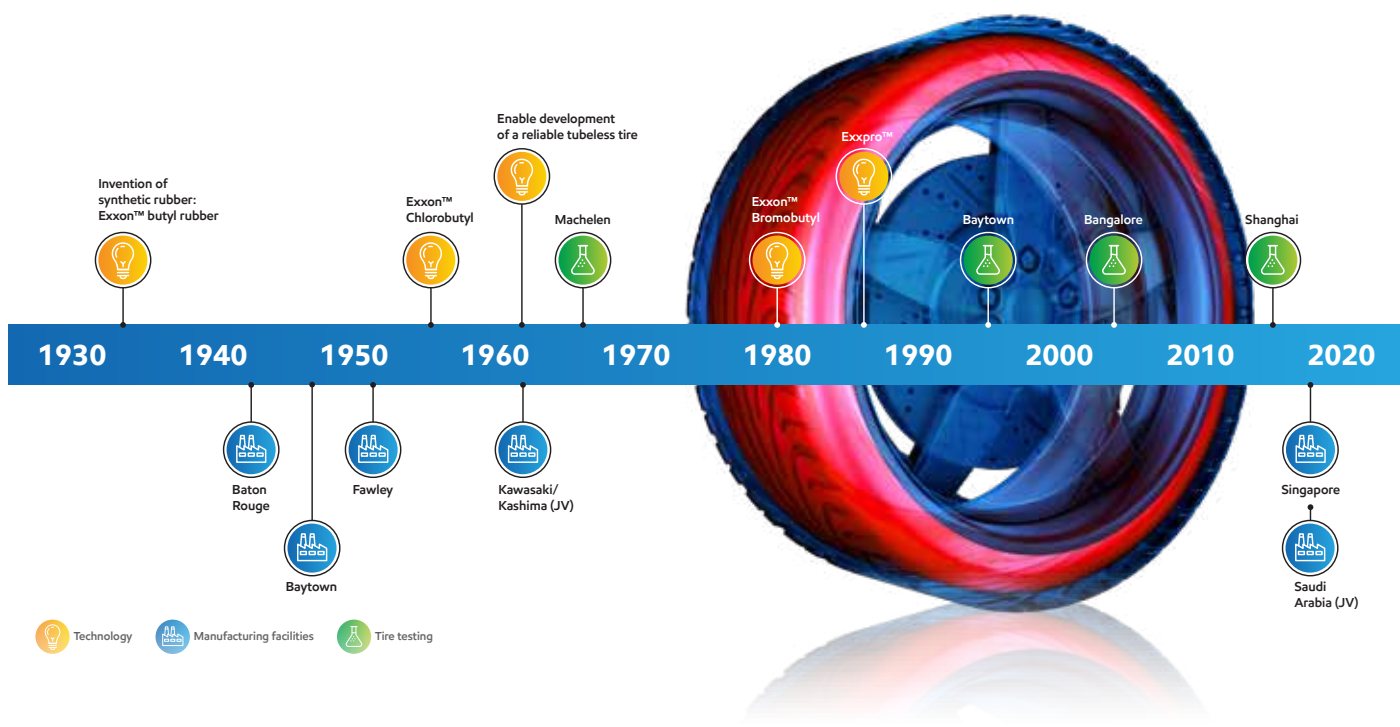 Enable development
of a reliable tubeless tire
Exxpro™
Invention of
synthetic rubber:
Exxon™ butyl rubber
Exxon™
Chlorobutyl
Machelen
Exxon™
Bromobutyl
Baytown
Bangalore
Shanghai
1930 1940 1950 1960 1970 1980 1990 2000 2010 2020
Baton
Rouge
Fawley
Kawasaki/
Kashima (JV)
Singapore
Baytown
Saudi
Arabia (JV)
Technology
Manufacturing facilities
Tire testing